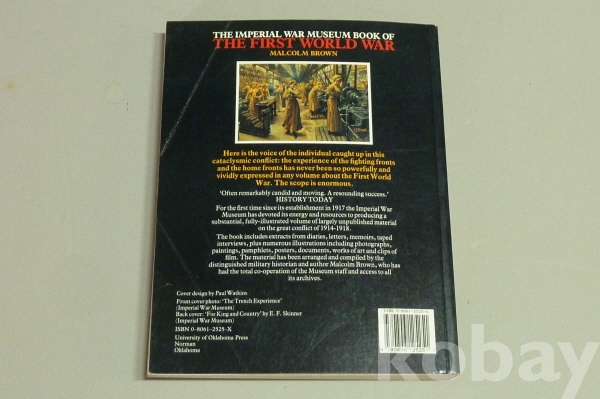 THE IMPERIAL WAR MUSEUM BOOK OF
THE FIRST WORLD WAR
MALCOLM BROWN
Here is the voice of the individual caught up in this
cataclysmic conflict: the experience of the fighting fronts
and the home fronts has never been so powerfully and
vividly expressed in any volume about the First World
War. The scope is enormous.
'Often remarkably candid and moving. A resounding success.'
HISTORY TODAY
For the first time since its establishment in 1917 the Imperial War
Museum has devoted its energy and resources to producing a
substantial, fully-illustrated volume of largely unpublished material
on the great conflict of 1914-1918.
The book includes extracts from diaries, letters, memoirs, taped
interviews, plus numerous illustrations including photographs,
paintings, pamphlets, posters, documents, works of art and clips of
film. The material has been arranged and compiled by the
distinguished military historian and author Malcolm Brown, who has
had the total co-operation of the Museum staff and access to all
its archives.
Cover design by Paul Watkins
Front cover photo: 'The Trench Experience'
(Imperial War Museum)
Back cover: 'For King and Country' by E. F. Skinner
(Imperial War Museum)
ISBN 0-8061-2525-X
University of Oklahoma Press
Norman
Oklahoma
ISBN 0-8061-2525-X
kobay